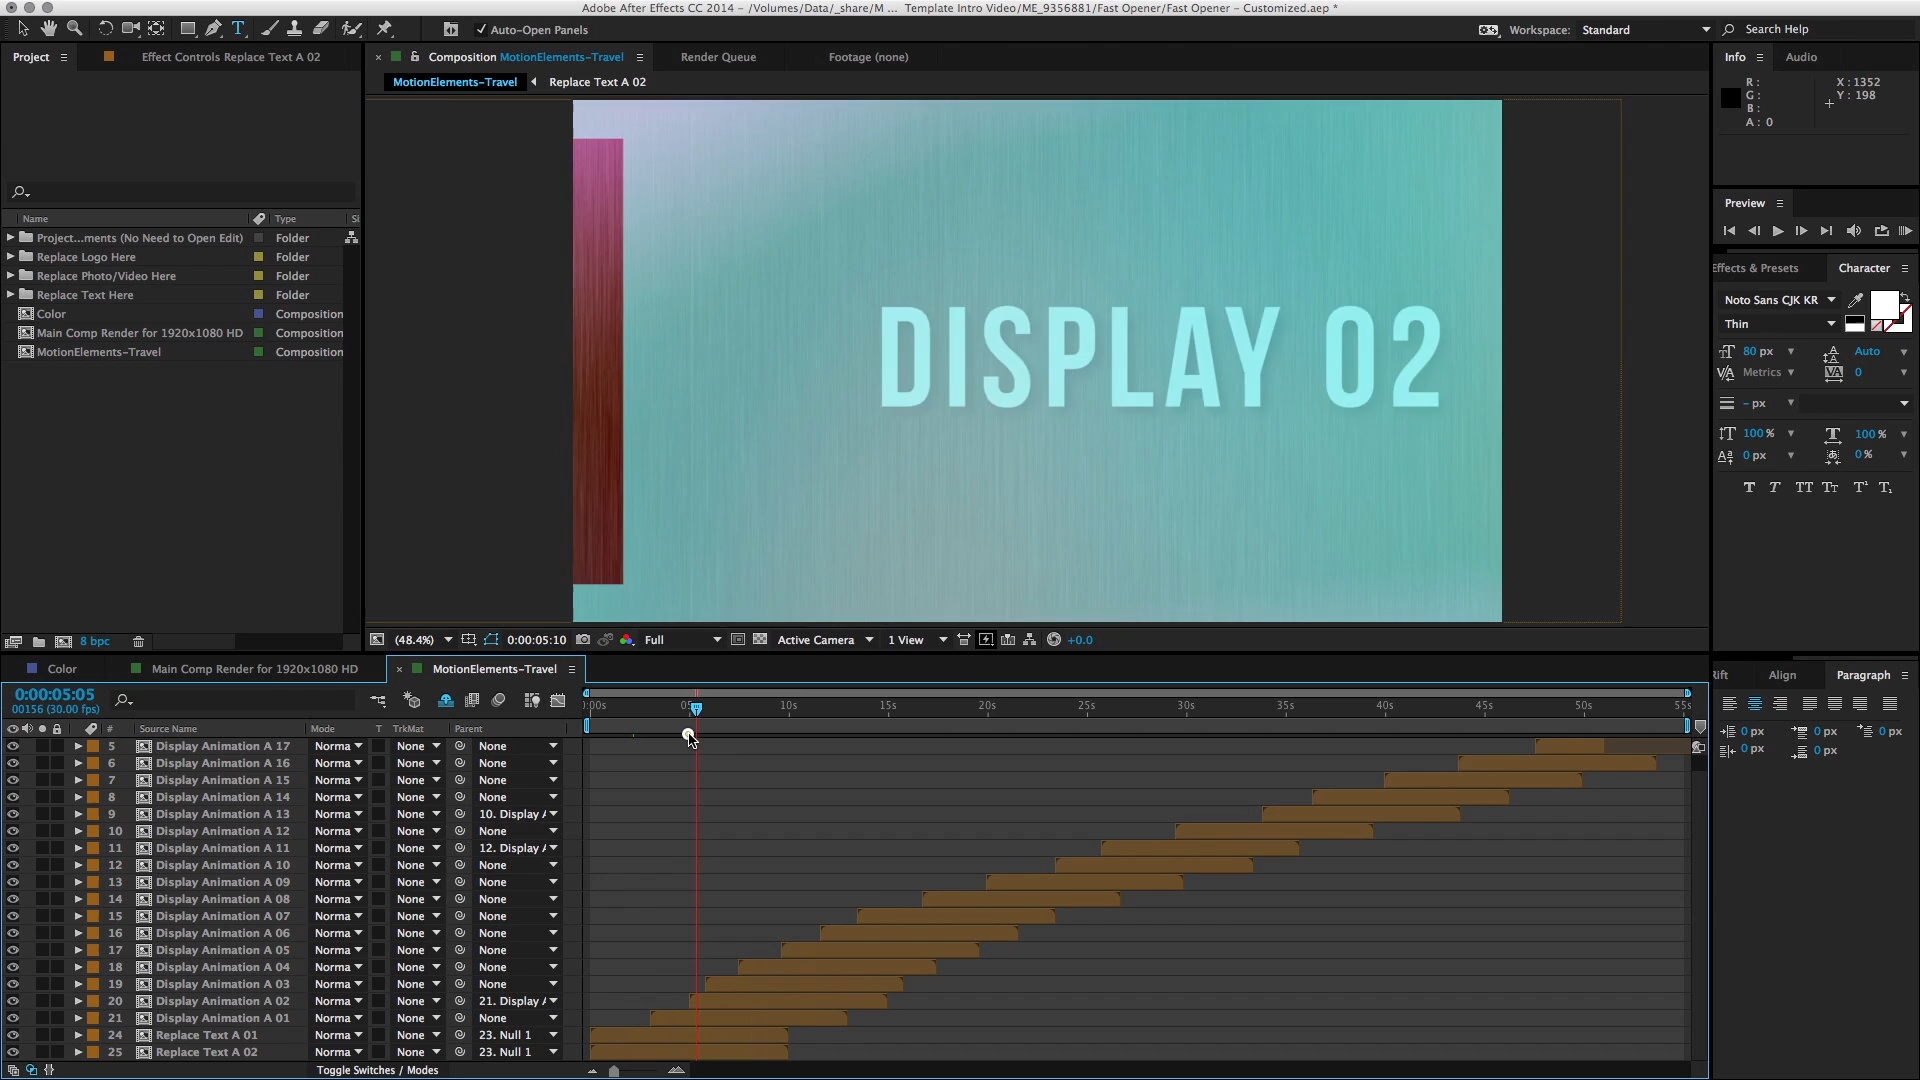 Adobe After Effects CC 2014 – /Volumes/Data/_share/M ... Template Intro Video/ME_9356881/Fast Opener/Fast Opener – Customized.aep *
T Auto-Open Panels Workspace: Standard Search Help
Project Effect Controls Replace Text A 02 Composition MotionElements-Travel Render Queue Footage (none) Info Audio
MotionElements-Travel Replace Text A 02
R: X: 1352
G: Y: 198
B:
A: 0
DISPLAY 02
Name Type Si
Project...ments (No Need to Open Edit) Folder
Replace Logo Here Folder
Replace Photo/Video Here Folder
Replace Text Here Folder
Color Composition
Main Comp Render for 1920x1080 HD Composition
MotionElements-Travel Composition
8 bpc
(48.4%) 0:00:05:10 Full Active Camera 1 View +0.0
Preview
Effects & Presets Character
Noto Sans CJK KR
Thin
80 px Auto
Metrics 0
- px
100 % 100 %
0 px 0 %
T T TT Tt T¹ T₁
Align Paragraph
0 px 0 px 0 px
0 px 0 px
Color Main Comp Render for 1920x1080 HD MotionElements-Travel
0:00:05:05
00156 (30.00 fps)
):00s 05 10s 15s 20s 25s 30s 35s 40s 45s 50s 55s
# Source Name Mode T TrkMat Parent
5 Display Animation A 17 Norma None None
6 Display Animation A 16 Norma None None
7 Display Animation A 15 Norma None None
8 Display Animation A 14 Norma None None
9 Display Animation A 13 Norma None 10. Display A
10 Display Animation A 12 Norma None None
11 Display Animation A 11 Norma None 12. Display A
12 Display Animation A 10 Norma None None
13 Display Animation A 09 Norma None None
14 Display Animation A 08 Norma None None
15 Display Animation A 07 Norma None None
16 Display Animation A 06 Norma None None
17 Display Animation A 05 Norma None None
18 Display Animation A 04 Norma None None
19 Display Animation A 03 Norma None None
20 Display Animation A 02 Norma None 21. Display A
21 Display Animation A 01 Norma None None
24 Replace Text A 01 Norma None 23. Null 1
25 Replace Text A 02 Norma None 23. Null 1
Toggle Switches / Modes